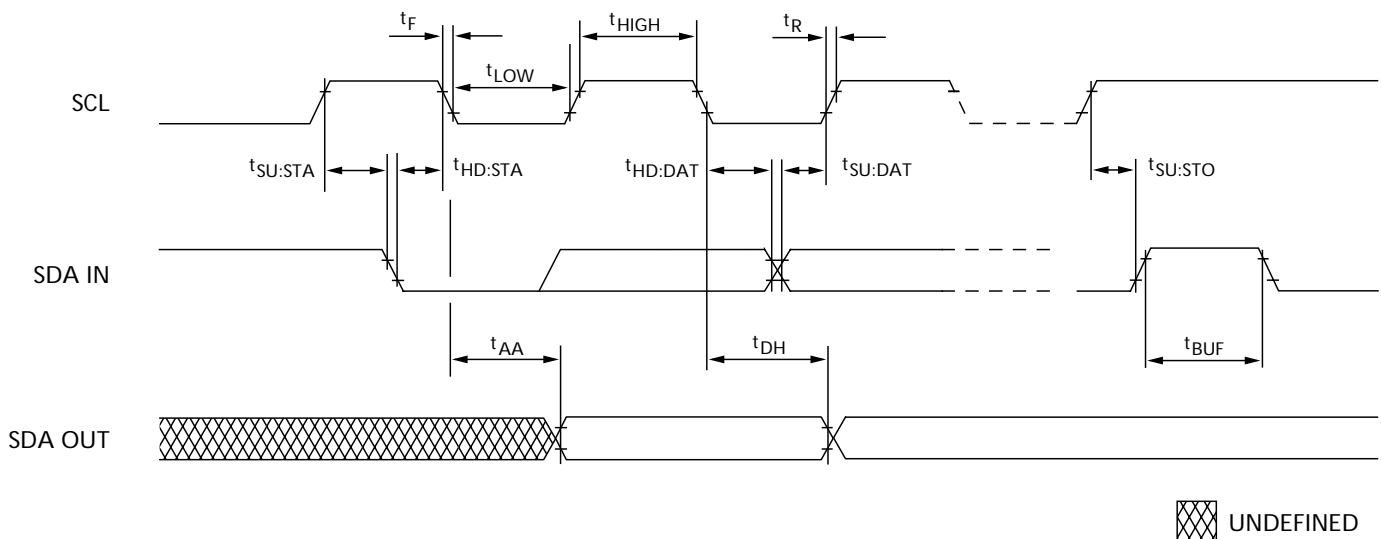 tF
tHIGH
tR
tLOW
SCL
tSU:STA
tHD:STA
tHD:DAT
tSU:DAT
tSU:STO
SDA IN
tAA
tDH
tBUF
SDA OUT
UNDEFINED